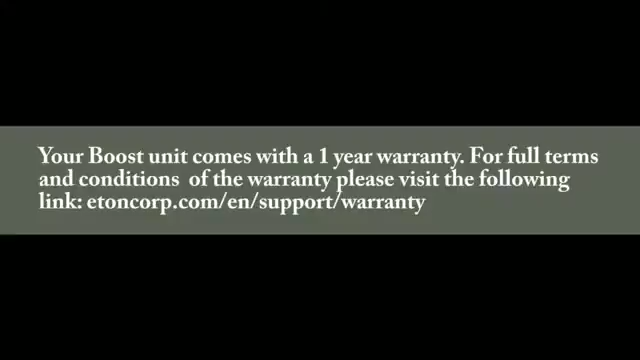 Your Boost unit comes with a 1 year warranty. For full terms
and conditions  of the warranty please visit the following
link: etoncorp.com/en/support/warranty